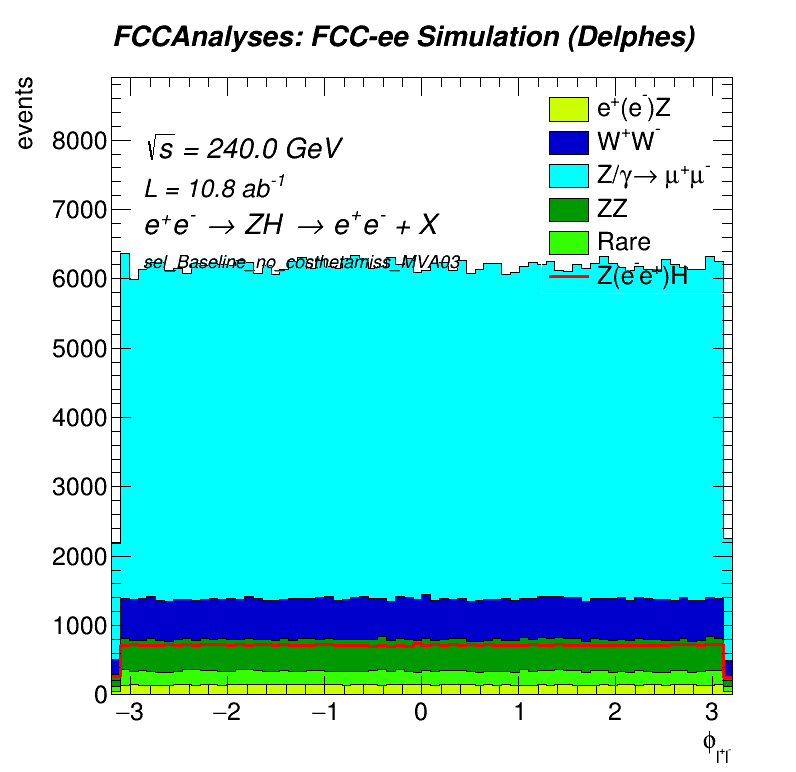 FCCAnalyses: FCC-ee Simulation (Delphes)
events
√s = 240.0 GeV
L = 10.8 ab⁻¹
e⁺e⁻ → ZH → e⁺e⁻ + X
sel_Baseline_no_costhetamiss_MVA03
e⁺(e⁻)Z
W⁺W⁻
Z/γ→ μ⁺μ⁻
ZZ
Rare
Z(e⁻e⁺)H
8000
7000
6000
5000
4000
3000
2000
1000
0
−3 −2 −1 0 1 2 3
ϕ_{l⁺l⁻}